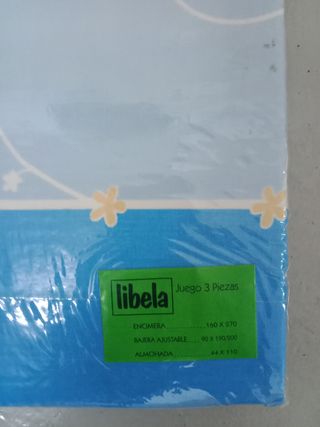 libela Juego 3 Piezas
ENCIMERA .............. 160 X 270
BAJERA AJUSTABLE ..... 90 X 190/200
ALMOHADA .............. 44 X 110